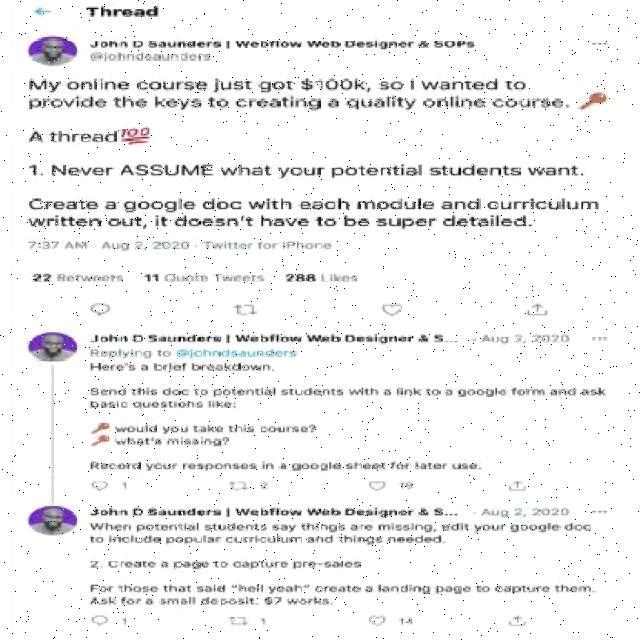 Thread
John D Saunders | Webflow Web Designer & SOPs
@johndsaunders
My online course just got $100k, so I wanted to
provide the keys to creating a quality online course.
A thread 💯
1. Never ASSUME what your potential students want.
Create a google doc with each module and curriculum
written out, it doesn't have to be super detailed.
7:37 AM · Aug 2, 2020 · Twitter for iPhone
22 Retweets 11 Quote Tweets 288 Likes
John D Saunders | Webflow Web Designer & S... · Aug 2, 2020
Replying to @johndsaunders
Here's a brief breakdown.
Send this doc to potential students with a link to a google form and ask
basic questions like:
would you take this course?
what's missing?
Record your responses in a google sheet for later use.
1 2
John D Saunders | Webflow Web Designer & S... · Aug 2, 2020
When potential students say things are missing, edit your google doc
to include popular curriculum and things needed.
2. Create a page to capture pre-sales
For those that said "hell yeah" create a landing page to capture them.
Ask for a small deposit. $7 works.
1 1 14